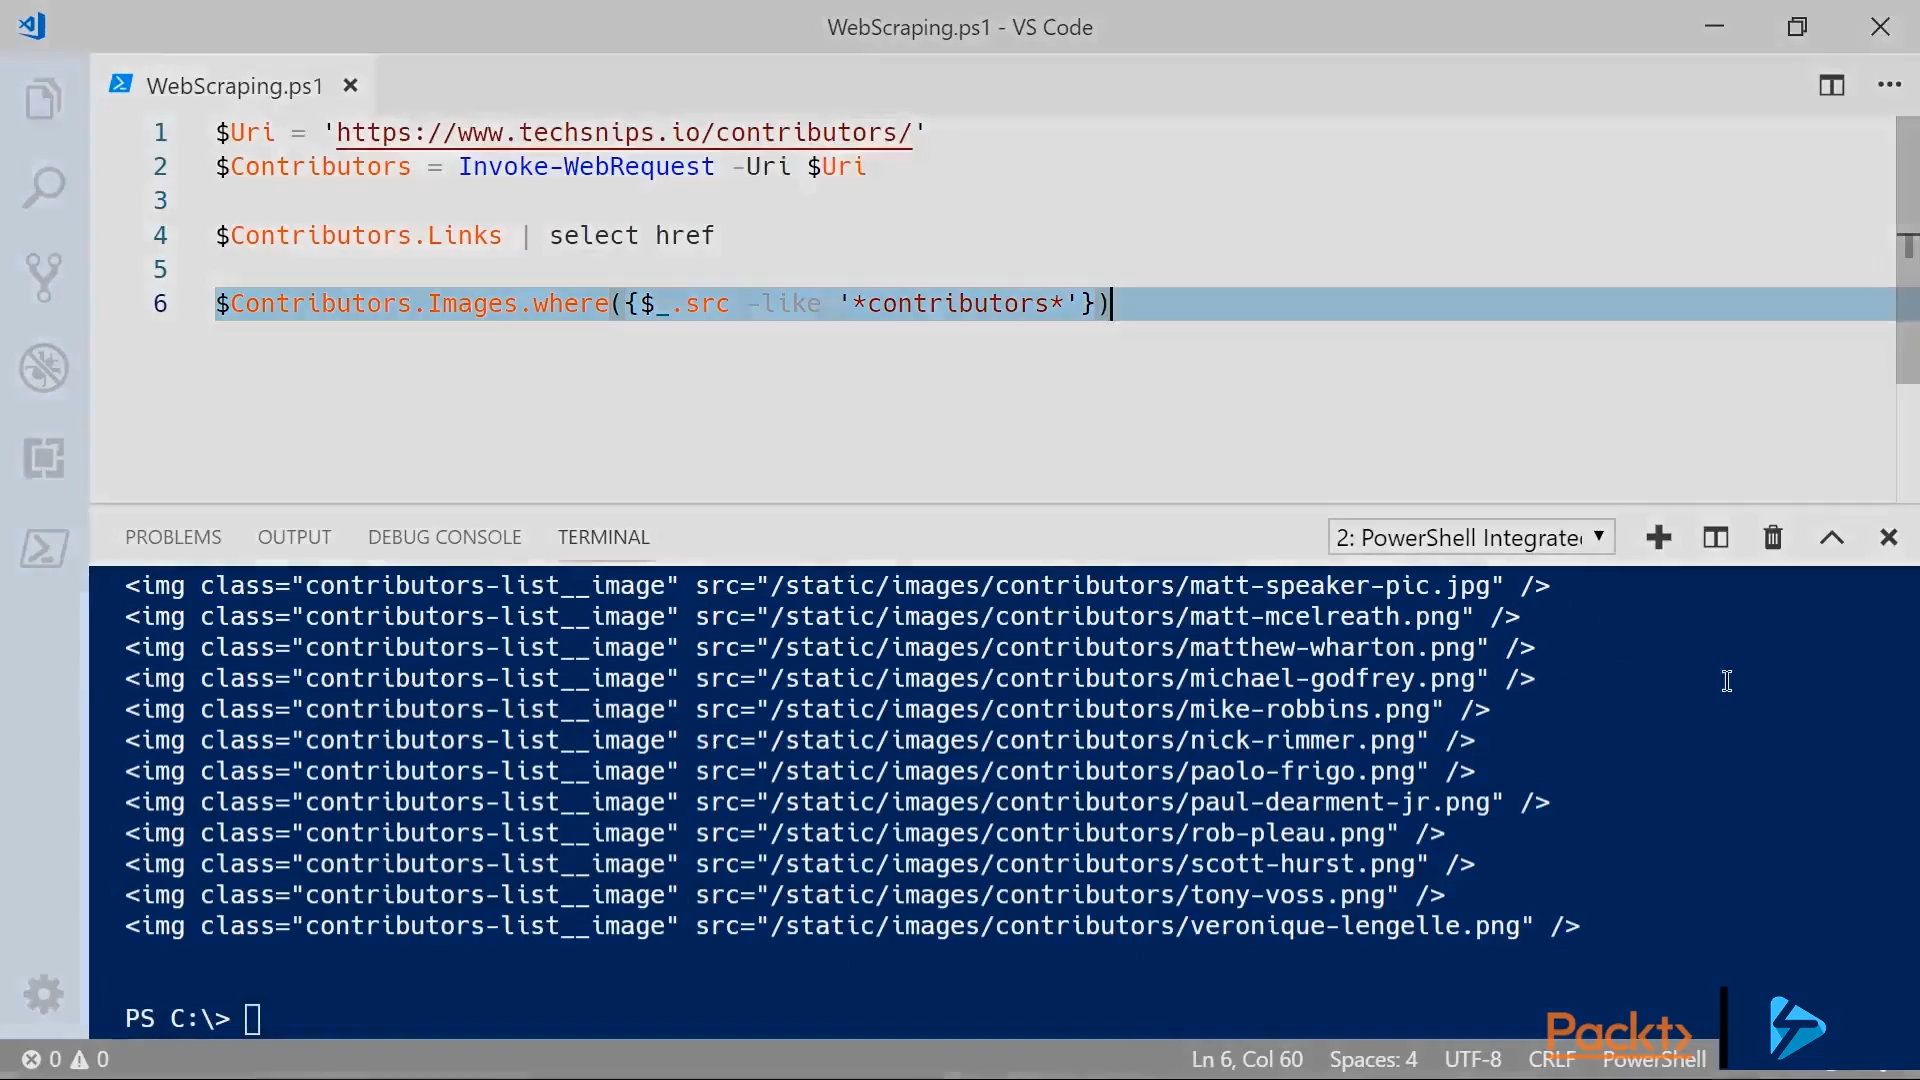 WebScraping.ps1 - VS Code
WebScraping.ps1
1 $Uri = 'https://www.techsnips.io/contributors/'
2 $Contributors = Invoke-WebRequest -Uri $Uri
3
4 $Contributors.Links | select href
5
6 $Contributors.Images.where({$_.src -like '*contributors*'})
PROBLEMS OUTPUT DEBUG CONSOLE TERMINAL 2: PowerShell Integrate
<img class="contributors-list__image" src="/static/images/contributors/matt-speaker-pic.jpg" />
<img class="contributors-list__image" src="/static/images/contributors/matt-mcelreath.png" />
<img class="contributors-list__image" src="/static/images/contributors/matthew-wharton.png" />
<img class="contributors-list__image" src="/static/images/contributors/michael-godfrey.png" />
<img class="contributors-list__image" src="/static/images/contributors/mike-robbins.png" />
<img class="contributors-list__image" src="/static/images/contributors/nick-rimmer.png" />
<img class="contributors-list__image" src="/static/images/contributors/paolo-frigo.png" />
<img class="contributors-list__image" src="/static/images/contributors/paul-dearment-jr.png" />
<img class="contributors-list__image" src="/static/images/contributors/rob-pleau.png" />
<img class="contributors-list__image" src="/static/images/contributors/scott-hurst.png" />
<img class="contributors-list__image" src="/static/images/contributors/tony-voss.png" />
<img class="contributors-list__image" src="/static/images/contributors/veronique-lengelle.png" />
PS C:\>
Packt
0 0 Ln 6, Col 60 Spaces: 4 UTF-8 CRLF PowerShell